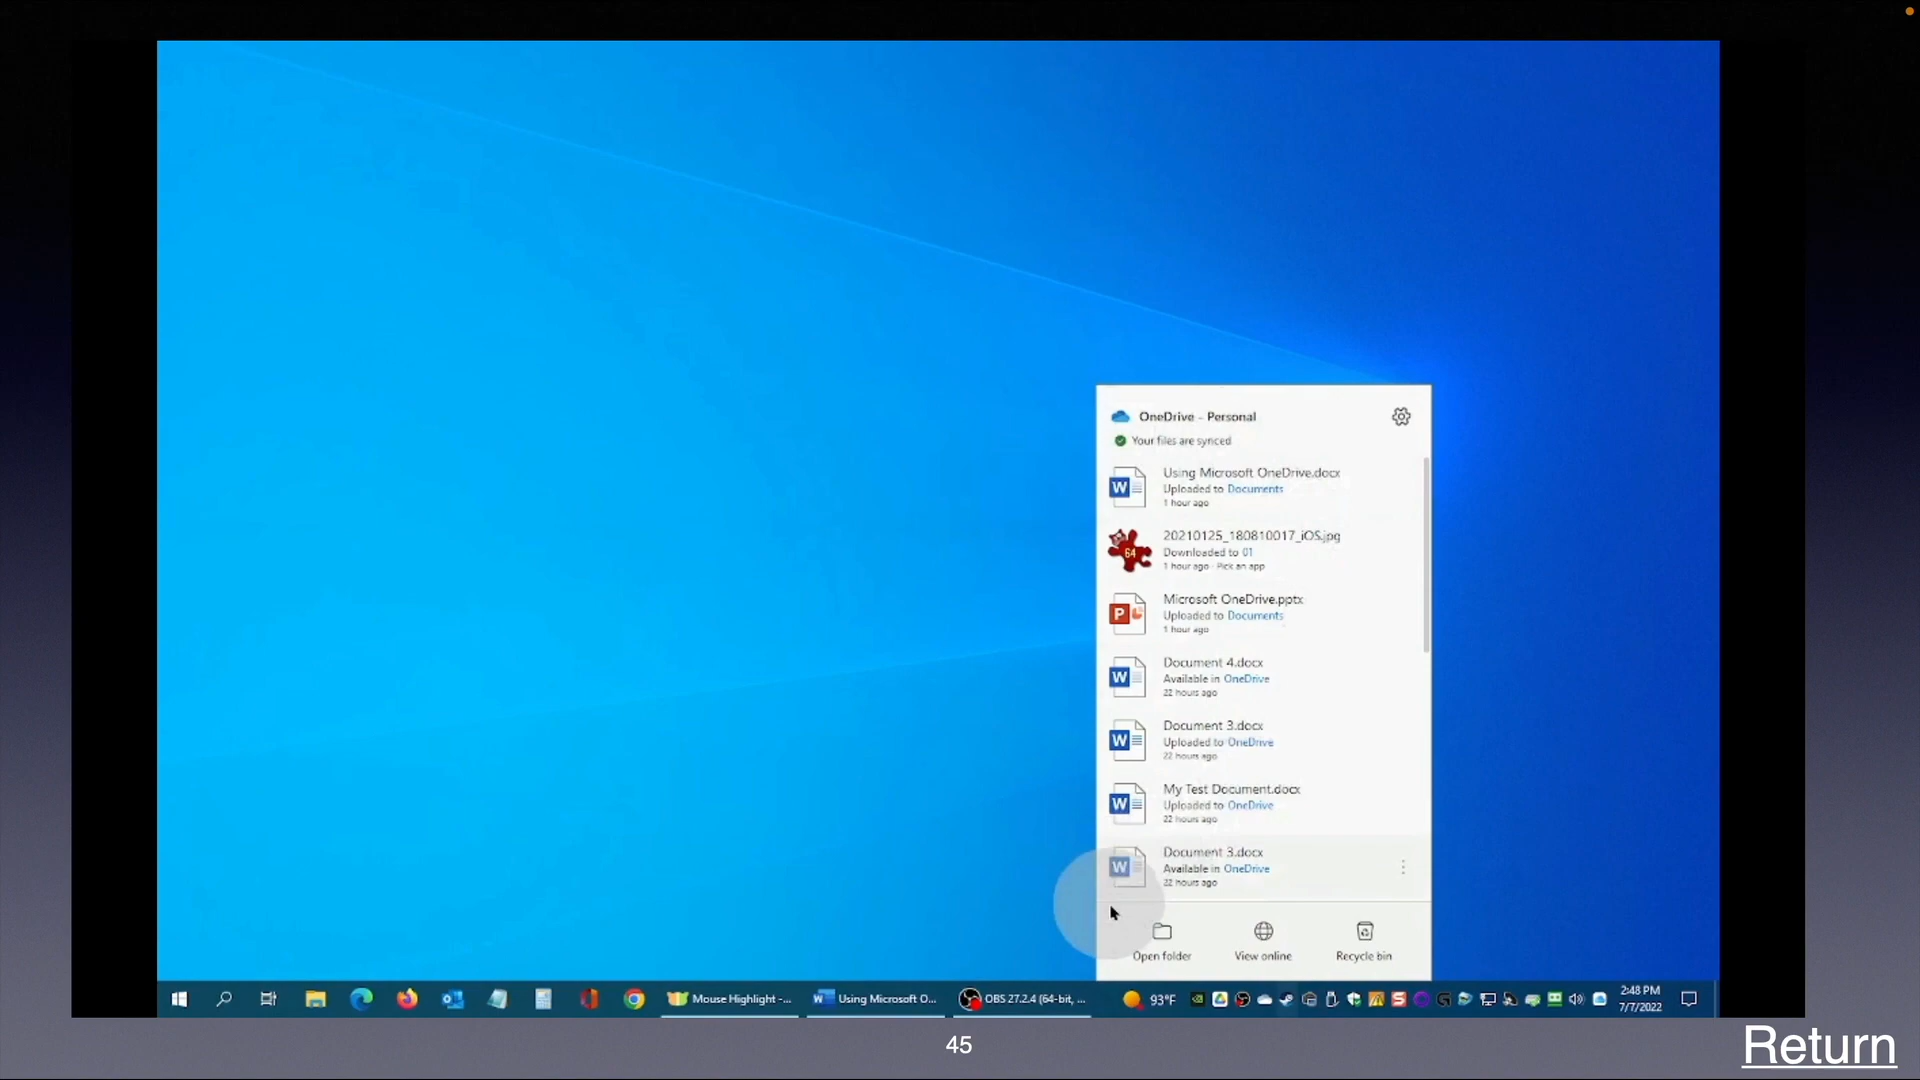 OneDrive - Personal
Your files are synced
Using Microsoft OneDrive.docx
Uploaded to Documents
1 hour ago
64
20210125_180810017_iOS.jpg
Downloaded to 01
1 hour ago · Pick an app
Microsoft OneDrive.pptx
Uploaded to Documents
1 hour ago
Document 4.docx
Available in OneDrive
22 hours ago
Document 3.docx
Uploaded to OneDrive
22 hours ago
My Test Document.docx
Uploaded to OneDrive
22 hours ago
Document 3.docx
Available in OneDrive
22 hours ago
Open folder
View online
Recycle bin
Mouse Highlight -...
Using Microsoft O...
OBS 27.2.4 (64-bit, ...
93°F
2:48 PM
7/7/2022
45
Return